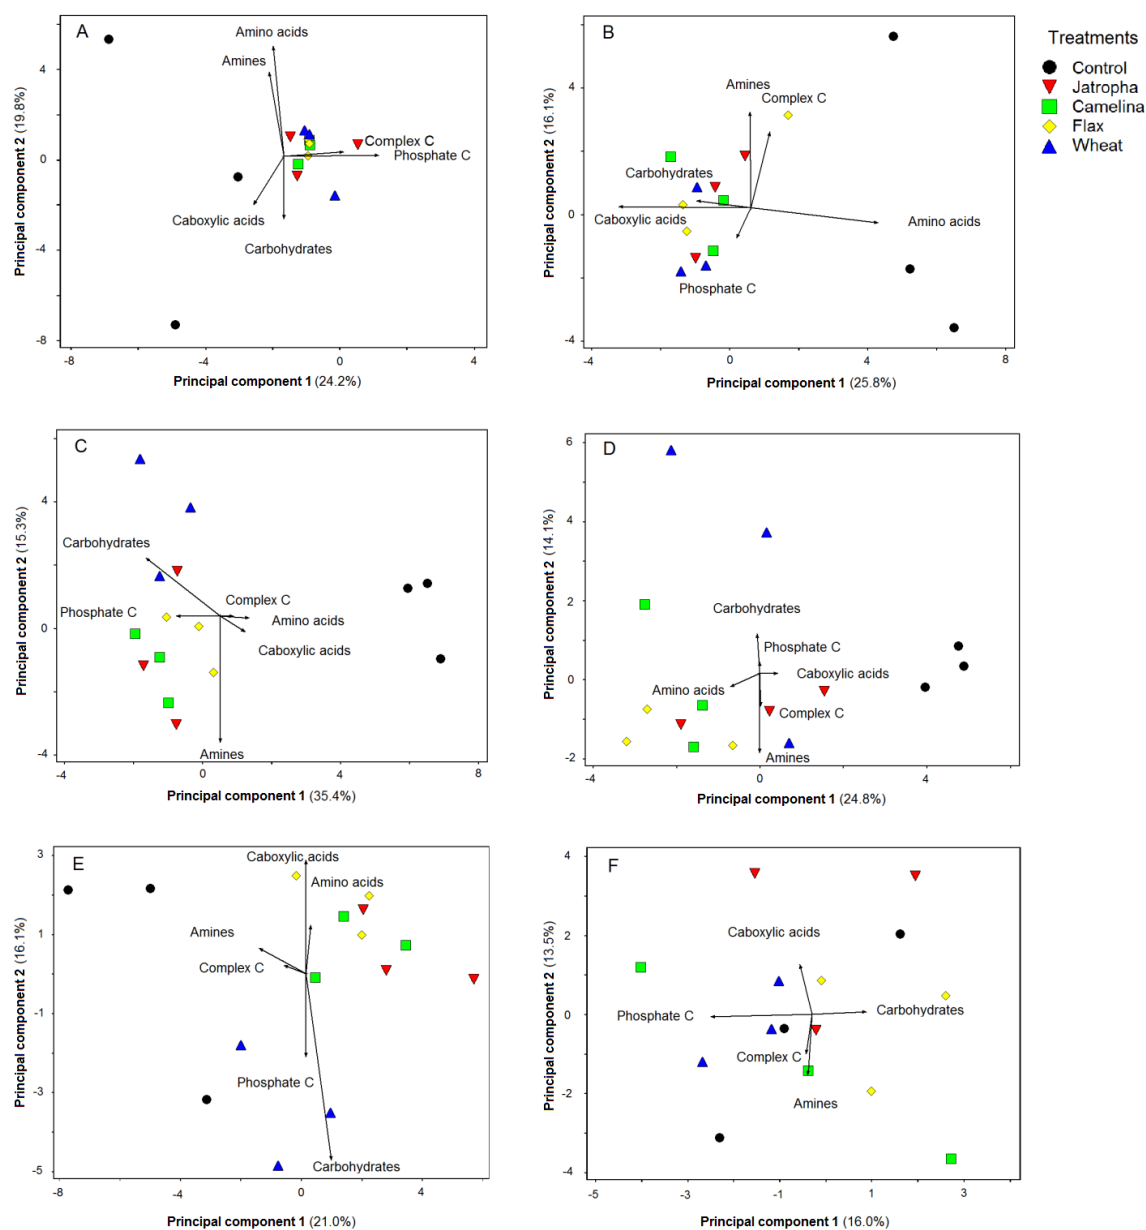 A
Amino acids
Amines
Complex C
Phosphate C
Caboxylic acids
Carbohydrates
4
0
-4
-8
-8
-4
0
4
Principal component 2 (19.8%)
Principal component 1 (24.2%)
B
Amines
Complex C
Carbohydrates
Caboxylic acids
Amino acids
Phosphate C
4
0
-4
-4
0
4
8
Principal component 2 (16.1%)
Principal component 1 (25.8%)
Treatments
Control
Jatropha
Camelina
Flax
Wheat
C
Carbohydrates
Complex C
Phosphate C
Amino acids
Caboxylic acids
Amines
4
0
-4
-4
0
4
8
Principal component 2 (15.3%)
Principal component 1 (35.4%)
D
Carbohydrates
Phosphate C
Caboxylic acids
Amino acids
Complex C
Amines
6
4
2
0
-2
-4
0
4
Principal component 2 (14.1%)
Principal component 1 (24.8%)
E
Caboxylic acids
Amino acids
Amines
Complex C
Phosphate C
Carbohydrates
3
1
-1
-3
-5
-8
-4
0
4
Principal component 2 (16.1%)
Principal component 1 (21.0%)
F
Caboxylic acids
Phosphate C
Carbohydrates
Complex C
Amines
4
2
0
-2
-4
-5
-3
-1
1
3
Principal component 2 (13.5%)
Principal component 1 (16.0%)